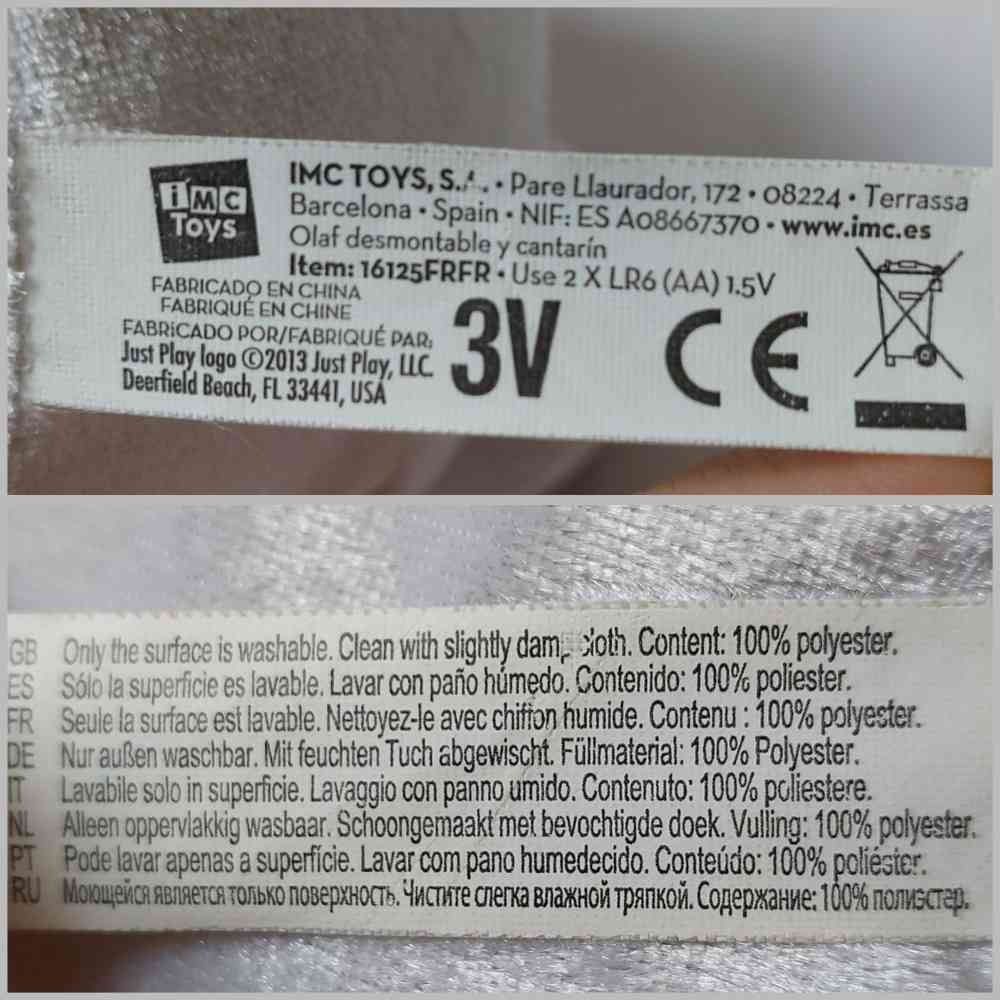 imc
Toys
IMC TOYS, S.A. • Pare Llaurador, 172 • 08224 • Terrassa
Barcelona • Spain • NIF: ES A08667370 • www.imc.es
Olaf desmontable y cantarín
Item: 16125FRFR • Use 2 X LR6 (AA) 1.5V
FABRICADO EN CHINA
FABRIQUÉ EN CHINE
FABRICADO POR/FABRIQUÉ PAR:
Just Play logo ©2013 Just Play, LLC
Deerfield Beach, FL 33441, USA
3V
CE
GB Only the surface is washable. Clean with slightly damp cloth. Content: 100% polyester.
ES Sólo la superficie es lavable. Lavar con paño húmedo. Contenido: 100% poliester.
FR Seule la surface est lavable. Nettoyez-le avec chiffon humide. Contenu : 100% polyester.
DE Nur außen waschbar. Mit feuchten Tuch abgewischt. Füllmaterial: 100% Polyester.
IT Lavabile solo in superficie. Lavaggio con panno umido. Contenuto: 100% poliestere.
NL Alleen oppervlakkig wasbaar. Schoongemaakt met bevochtigde doek. Vulling: 100% polyester.
PT Pode lavar apenas a superfície. Lavar com pano humedecido. Conteúdo: 100% poliéster.
RU Моющейся является только поверхность. Чистите слегка влажной тряпкой. Содержание: 100% полиэстер.